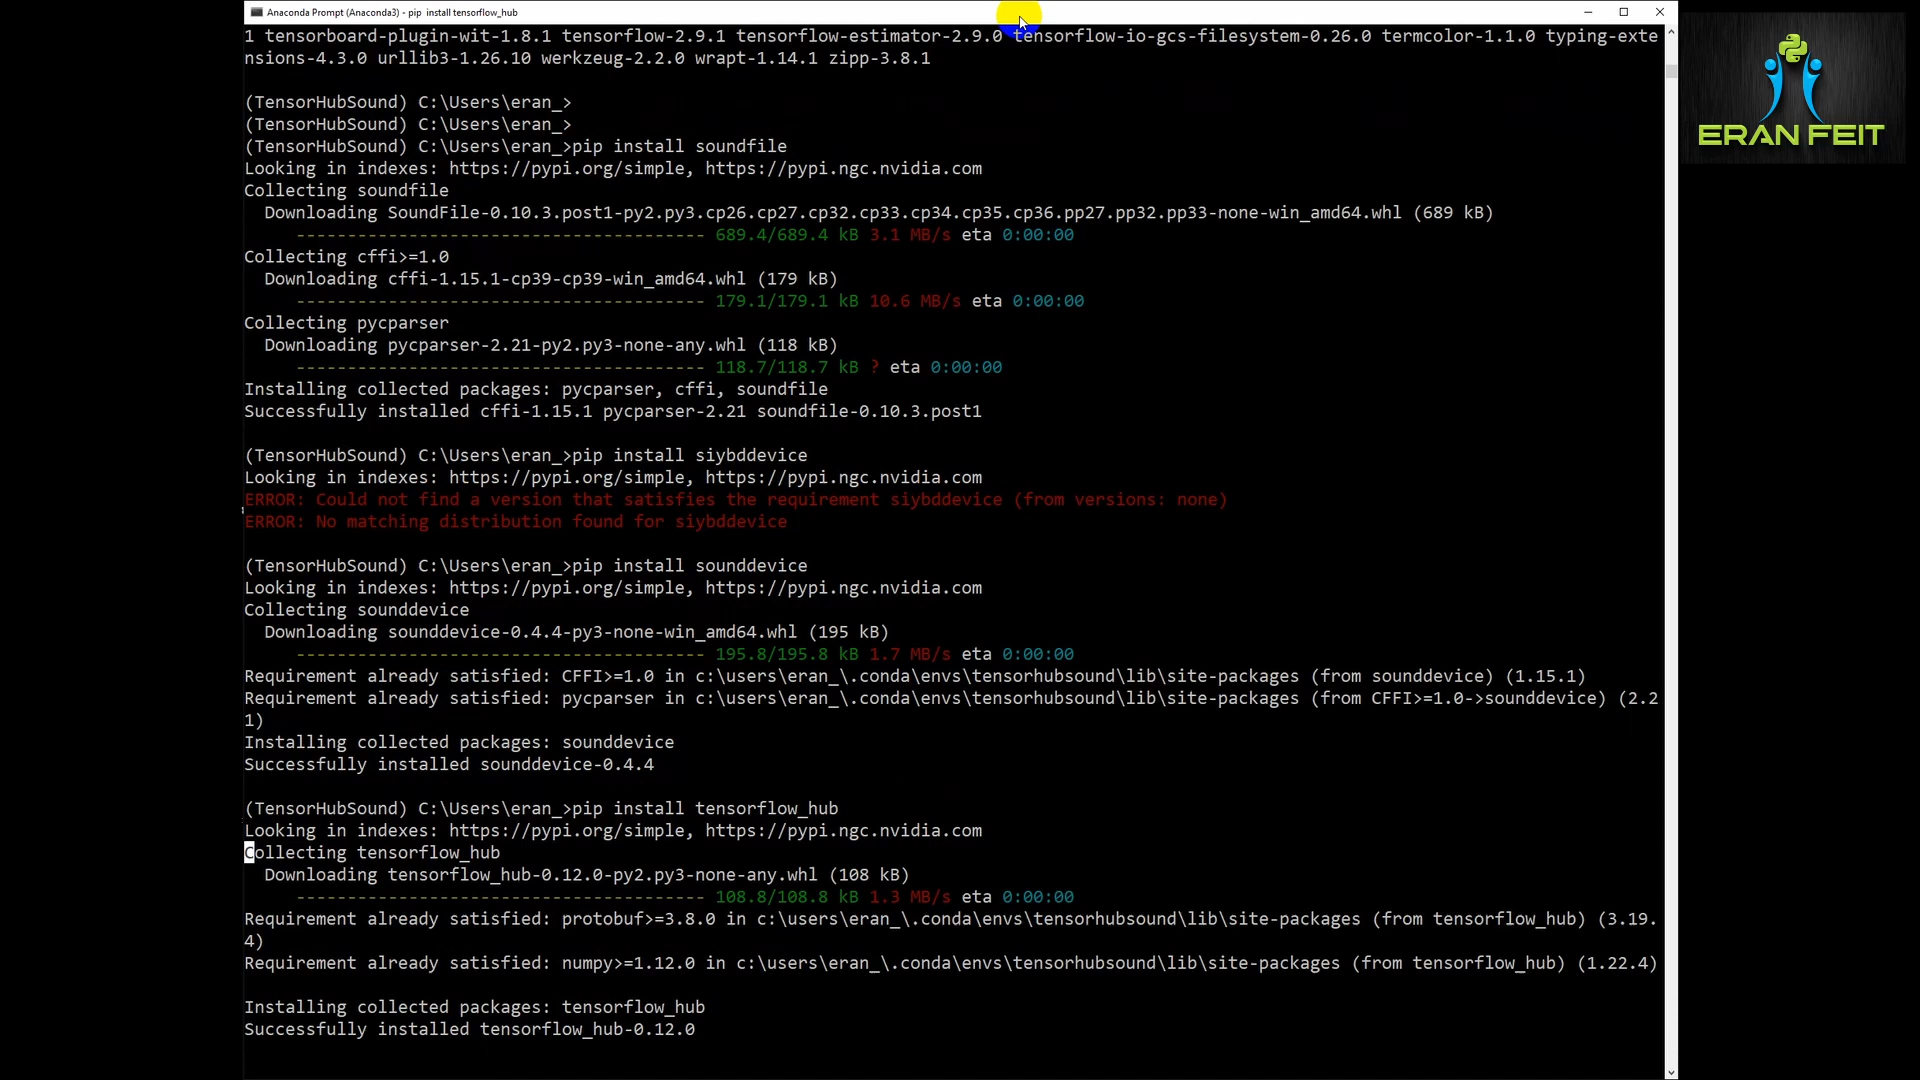 Anaconda Prompt (Anaconda3) - pip  install tensorflow_hub
1 tensorboard-plugin-wit-1.8.1 tensorflow-2.9.1 tensorflow-estimator-2.9.0 tensorflow-io-gcs-filesystem-0.26.0 termcolor-1.1.0 typing-exte
nsions-4.3.0 urllib3-1.26.10 werkzeug-2.2.0 wrapt-1.14.1 zipp-3.8.1
(TensorHubSound) C:\Users\eran_>
(TensorHubSound) C:\Users\eran_>
(TensorHubSound) C:\Users\eran_>pip install soundfile
Looking in indexes: https://pypi.org/simple, https://pypi.ngc.nvidia.com
Collecting soundfile
  Downloading SoundFile-0.10.3.post1-py2.py3.cp26.cp27.cp32.cp33.cp34.cp35.cp36.pp27.pp32.pp33-none-win_amd64.whl (689 kB)
     ---------------------------------------- 689.4/689.4 kB 3.1 MB/s eta 0:00:00
Collecting cffi>=1.0
  Downloading cffi-1.15.1-cp39-cp39-win_amd64.whl (179 kB)
     ---------------------------------------- 179.1/179.1 kB 10.6 MB/s eta 0:00:00
Collecting pycparser
  Downloading pycparser-2.21-py2.py3-none-any.whl (118 kB)
     ---------------------------------------- 118.7/118.7 kB ? eta 0:00:00
Installing collected packages: pycparser, cffi, soundfile
Successfully installed cffi-1.15.1 pycparser-2.21 soundfile-0.10.3.post1
(TensorHubSound) C:\Users\eran_>pip install siybddevice
Looking in indexes: https://pypi.org/simple, https://pypi.ngc.nvidia.com
ERROR: Could not find a version that satisfies the requirement siybddevice (from versions: none)
ERROR: No matching distribution found for siybddevice
(TensorHubSound) C:\Users\eran_>pip install sounddevice
Looking in indexes: https://pypi.org/simple, https://pypi.ngc.nvidia.com
Collecting sounddevice
  Downloading sounddevice-0.4.4-py3-none-win_amd64.whl (195 kB)
     ---------------------------------------- 195.8/195.8 kB 1.7 MB/s eta 0:00:00
Requirement already satisfied: CFFI>=1.0 in c:\users\eran_\.conda\envs\tensorhubsound\lib\site-packages (from sounddevice) (1.15.1)
Requirement already satisfied: pycparser in c:\users\eran_\.conda\envs\tensorhubsound\lib\site-packages (from CFFI>=1.0->sounddevice) (2.2
1)
Installing collected packages: sounddevice
Successfully installed sounddevice-0.4.4
(TensorHubSound) C:\Users\eran_>pip install tensorflow_hub
Looking in indexes: https://pypi.org/simple, https://pypi.ngc.nvidia.com
Collecting tensorflow_hub
  Downloading tensorflow_hub-0.12.0-py2.py3-none-any.whl (108 kB)
     ---------------------------------------- 108.8/108.8 kB 1.3 MB/s eta 0:00:00
Requirement already satisfied: protobuf>=3.8.0 in c:\users\eran_\.conda\envs\tensorhubsound\lib\site-packages (from tensorflow_hub) (3.19.
4)
Requirement already satisfied: numpy>=1.12.0 in c:\users\eran_\.conda\envs\tensorhubsound\lib\site-packages (from tensorflow_hub) (1.22.4)
Installing collected packages: tensorflow_hub
Successfully installed tensorflow_hub-0.12.0
ERAN FEIT